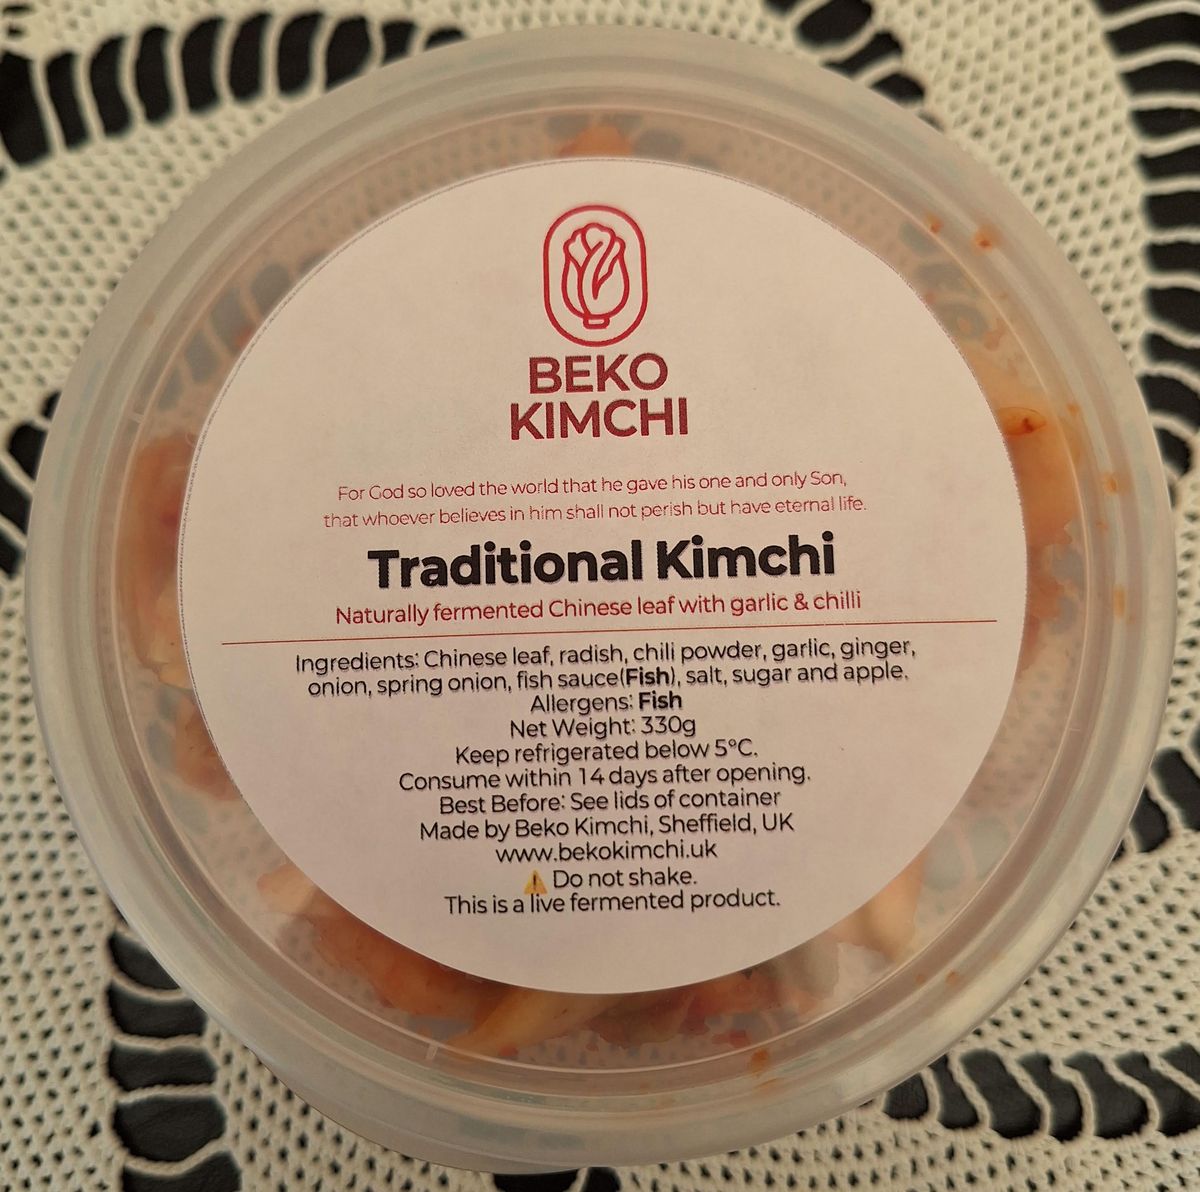 BEKO
KIMCHI
For God so loved the world that he gave his one and only Son,
that whoever believes in him shall not perish but have eternal life.
Traditional Kimchi
Naturally fermented Chinese leaf with garlic & chilli
Ingredients: Chinese leaf, radish, chili powder, garlic, ginger,
onion, spring onion, fish sauce(Fish), salt, sugar and apple.
Allergens: Fish
Net Weight: 330g
Keep refrigerated below 5°C.
Consume within 14 days after opening.
Best Before: See lids of container
Made by Beko Kimchi, Sheffield, UK
www.bekokimchi.uk
⚠️ Do not shake.
This is a live fermented product.